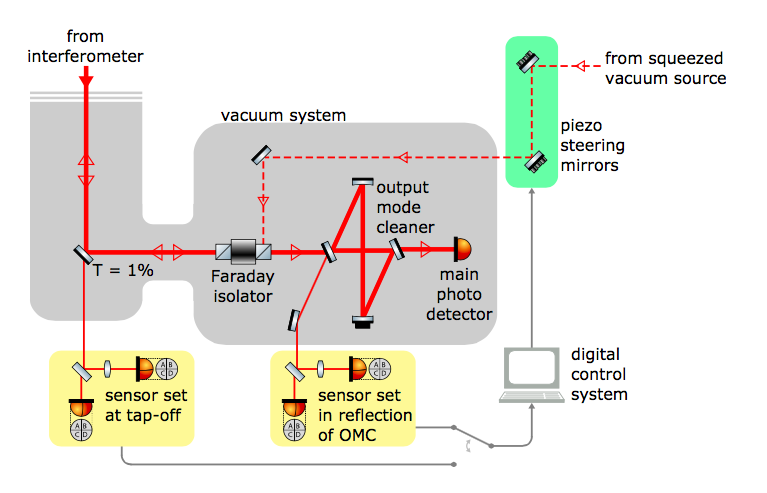 from
interferometer
vacuum system
from squeezed
vacuum source
piezo
steering
mirrors
output
mode
cleaner
T = 1%
Faraday
isolator
main
photo
detector
A B
C D
A B
C D
sensor set
at tap-off
A B
C D
A B
C D
sensor set
in reflection
of OMC
digital
control
system